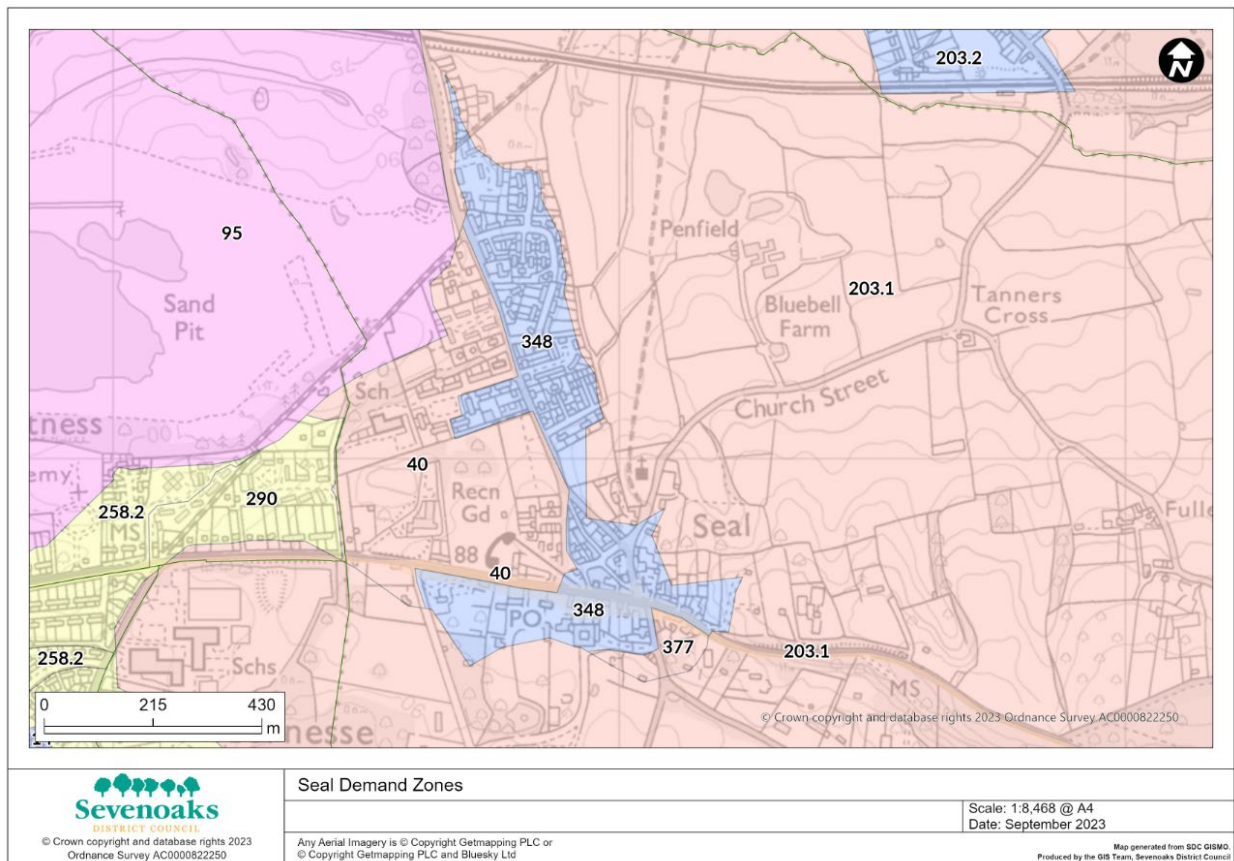 203.2
N
75
90
95
Sand
Pit
Penfield
203.1
Bluebell
Farm
Tanners
Cross
348
Sch
Church Street
tness
00
emy
40
Recn
Gd
290
258.2
MS
Seal
Fulle
88
40
348
PO
377
203.1
258.2
Schs
MS
0 215 430
m
nesse
© Crown copyright and database rights 2023 Ordnance Survey AC0000822250
Sevenoaks
DISTRICT COUNCIL
© Crown copyright and database rights 2023
Ordnance Survey AC0000822250
Seal Demand Zones
Scale: 1:8,468 @ A4
Date: September 2023
Any Aerial Imagery is © Copyright Getmapping PLC or
© Copyright Getmapping PLC and Bluesky Ltd
Map generated from SDC GISMO.
Produced by the GIS Team, Sevenoaks District Council